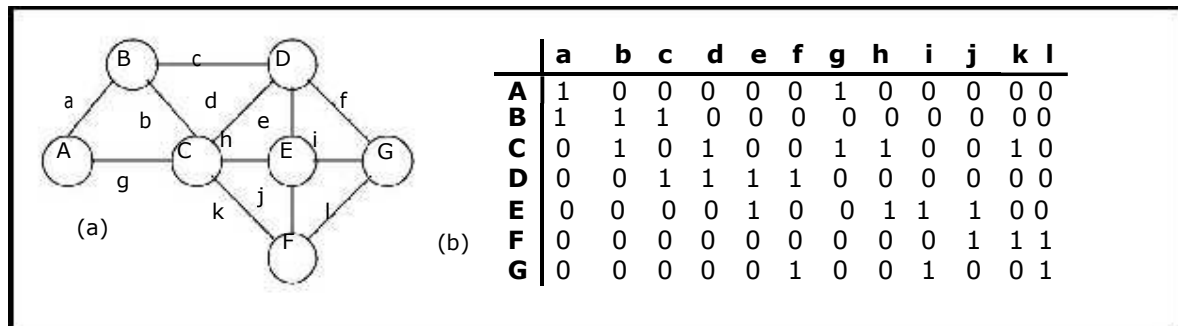 B c D
a d f
b e
h i
A C E G
g j
k l
(a) F
(b)
a b c d e f g h i j k l
A 1 0 0 0 0 0 1 0 0 0 0 0
B 1 1 1 0 0 0 0 0 0 0 0 0
C 0 1 0 1 0 0 1 1 0 0 1 0
D 0 0 1 1 1 1 0 0 0 0 0 0
E 0 0 0 0 1 0 0 1 1 1 0 0
F 0 0 0 0 0 0 0 0 0 1 1 1
G 0 0 0 0 0 1 0 0 1 0 0 1